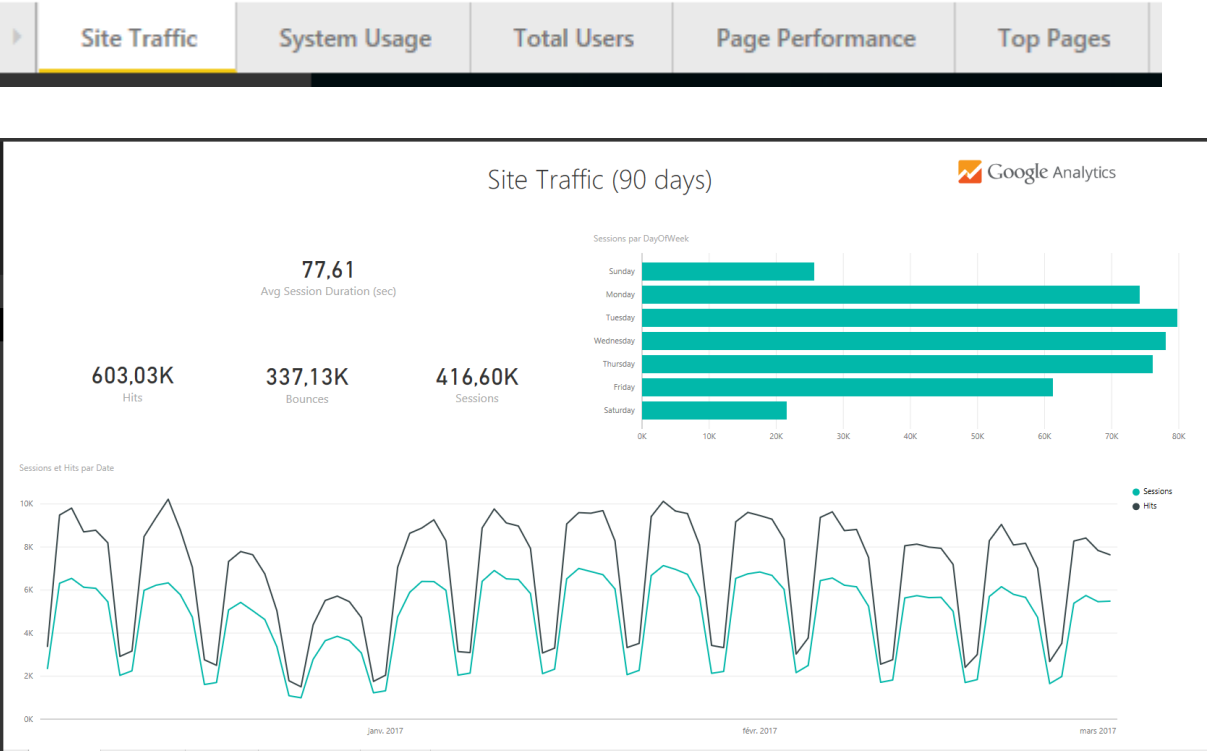 Site Traffic System Usage Total Users Page Performance Top Pages
Site Traffic (90 days)
Google Analytics
77,61
Avg Session Duration (sec)
603,03K 337,13K 416,60K
Hits Bounces Sessions
Sessions par DayOfWeek
Sunday
Monday
Tuesday
Wednesday
Thursday
Friday
Saturday
0K 10K 20K 30K 40K 50K 60K 70K 80K
Sessions et Hits par Date
Sessions
Hits
10K
8K
6K
4K
2K
0K
janv. 2017 févr. 2017 mars 2017